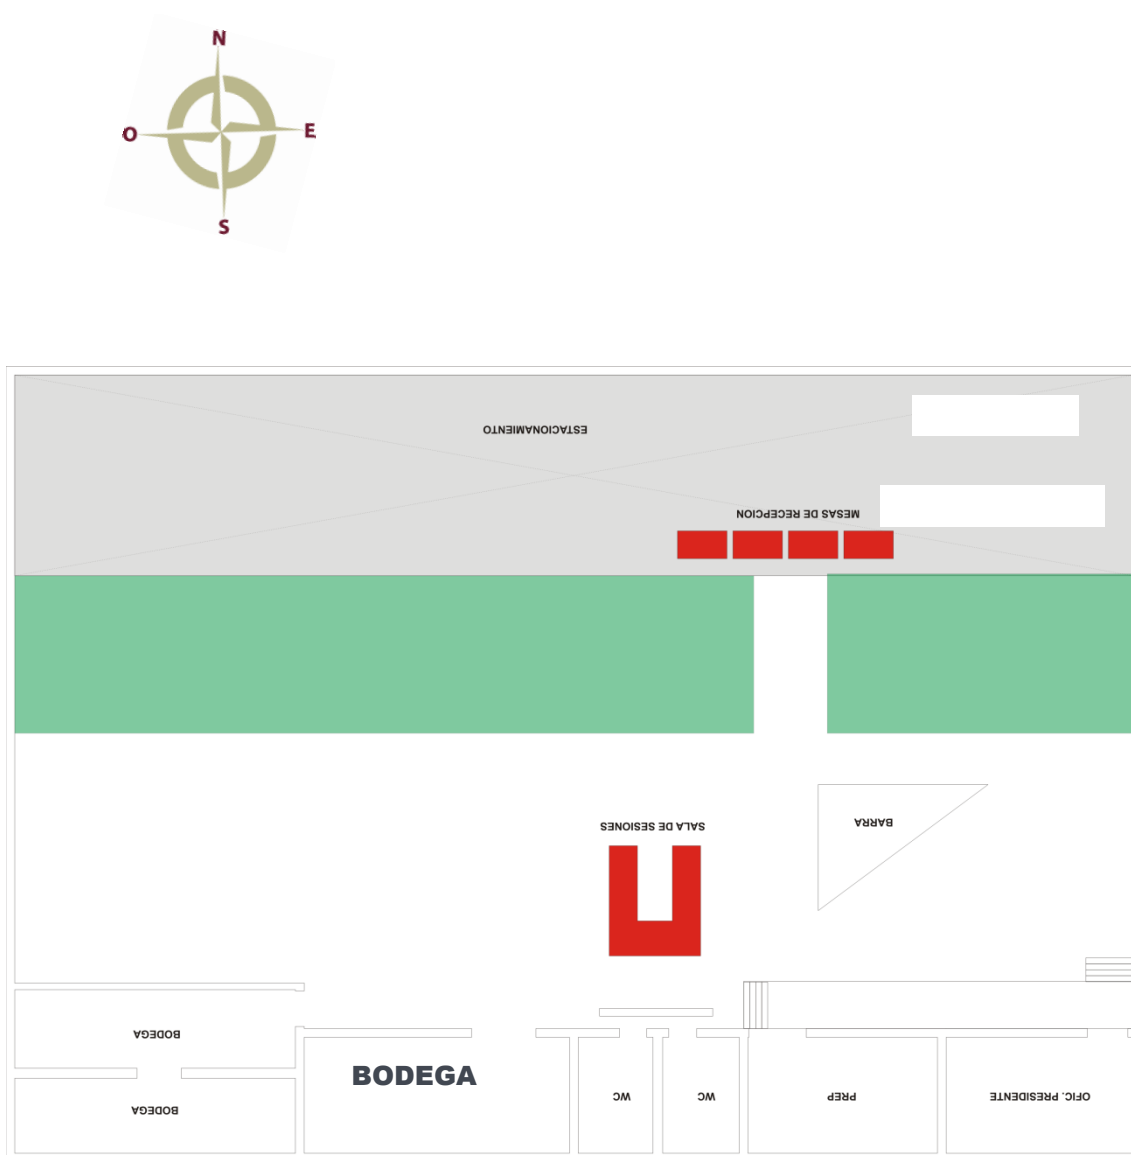 N
O
E
S
ESTACIONAMIENTO
MESAS DE RECEPCION
SALA DE SESIONES
BARRA
BODEGA
BODEGA
BODEGA
WC
WC
PREP
OFIC. PRESIDENTE